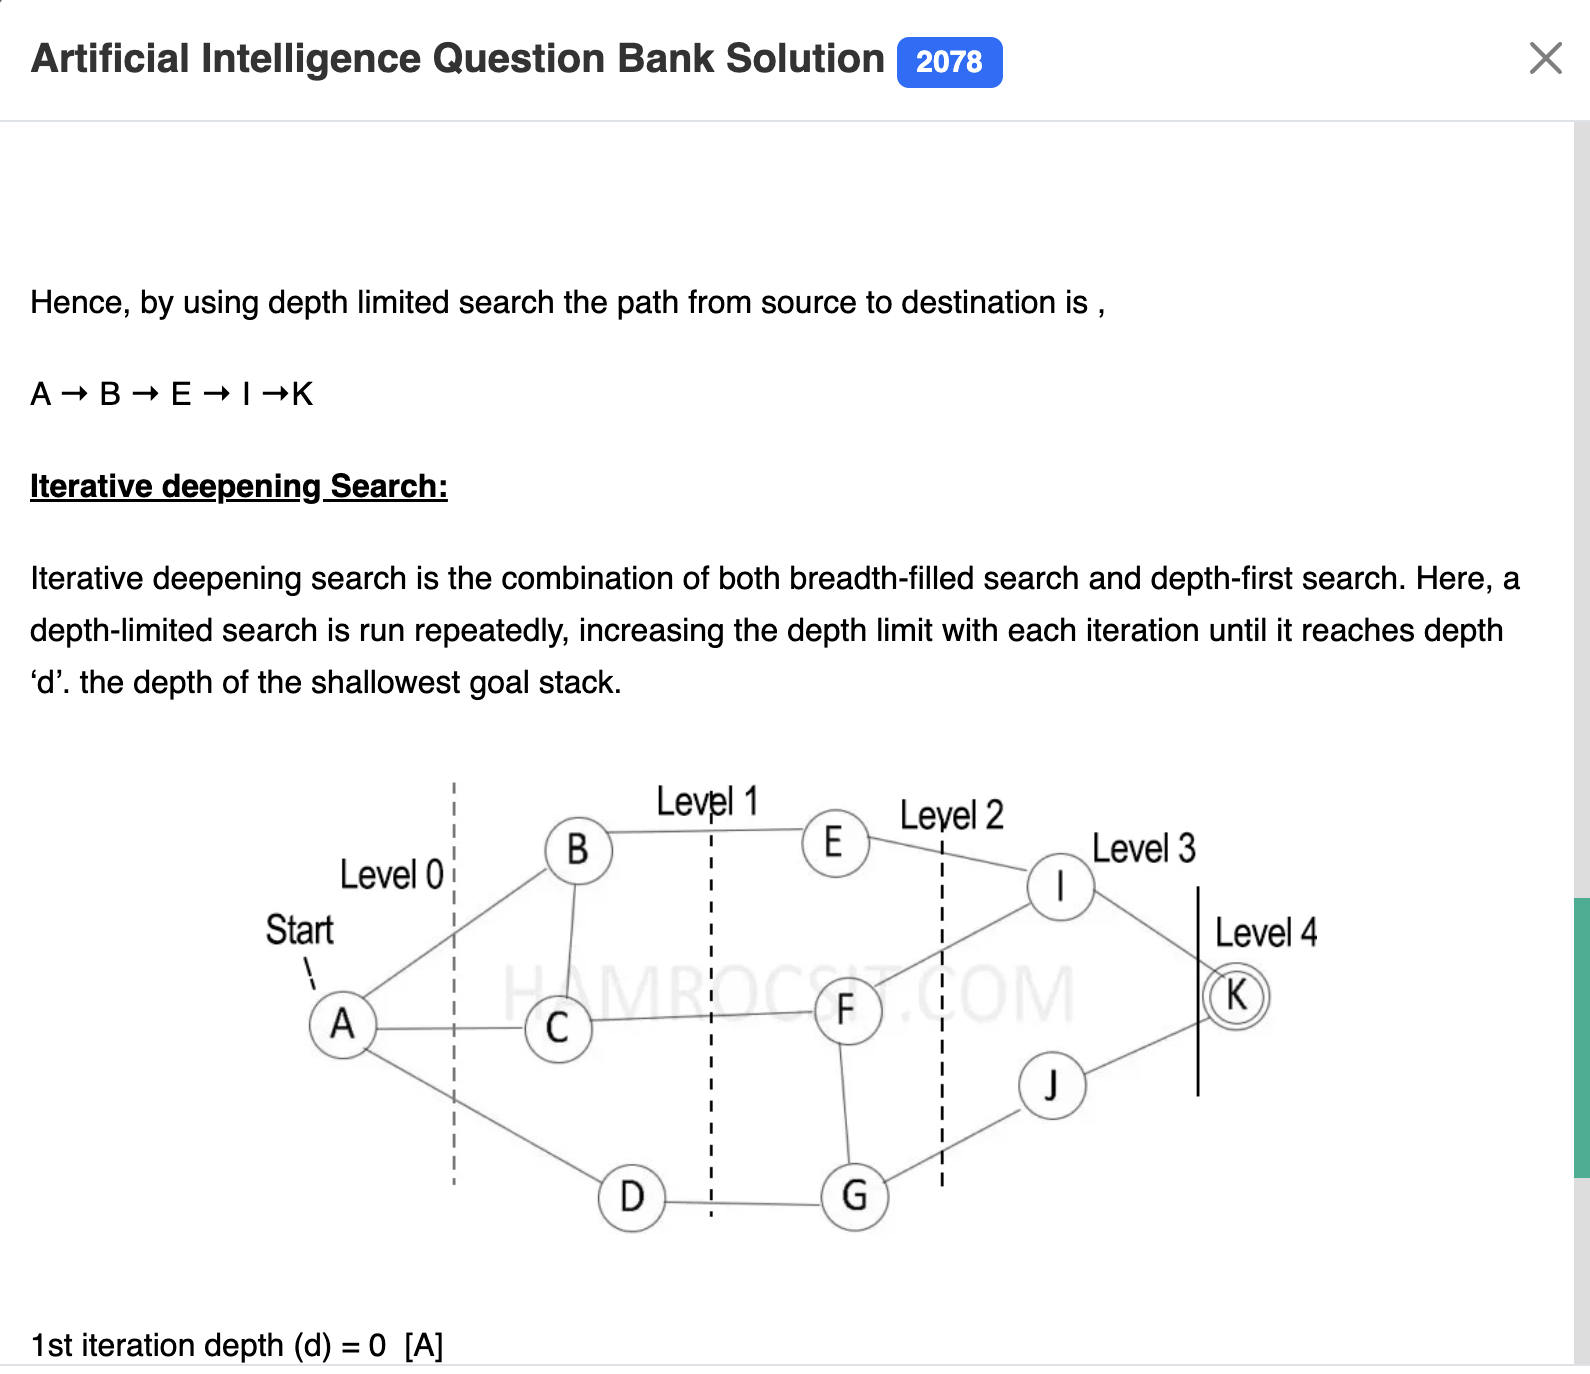 Artificial Intelligence Question Bank Solution 2078
Hence, by using depth limited search the path from source to destination is ,
A → B → E → I →K
Iterative deepening Search:
Iterative deepening search is the combination of both breadth-filled search and depth-first search. Here, a
depth-limited search is run repeatedly, increasing the depth limit with each iteration until it reaches depth
‘d’. the depth of the shallowest goal stack.
Level 1
Level 2
B
E
Level 3
Level 0
I
Start
Level 4
HAMROCSIT.COM
A
C
F
K
J
D
G
1st iteration depth (d) = 0 [A]